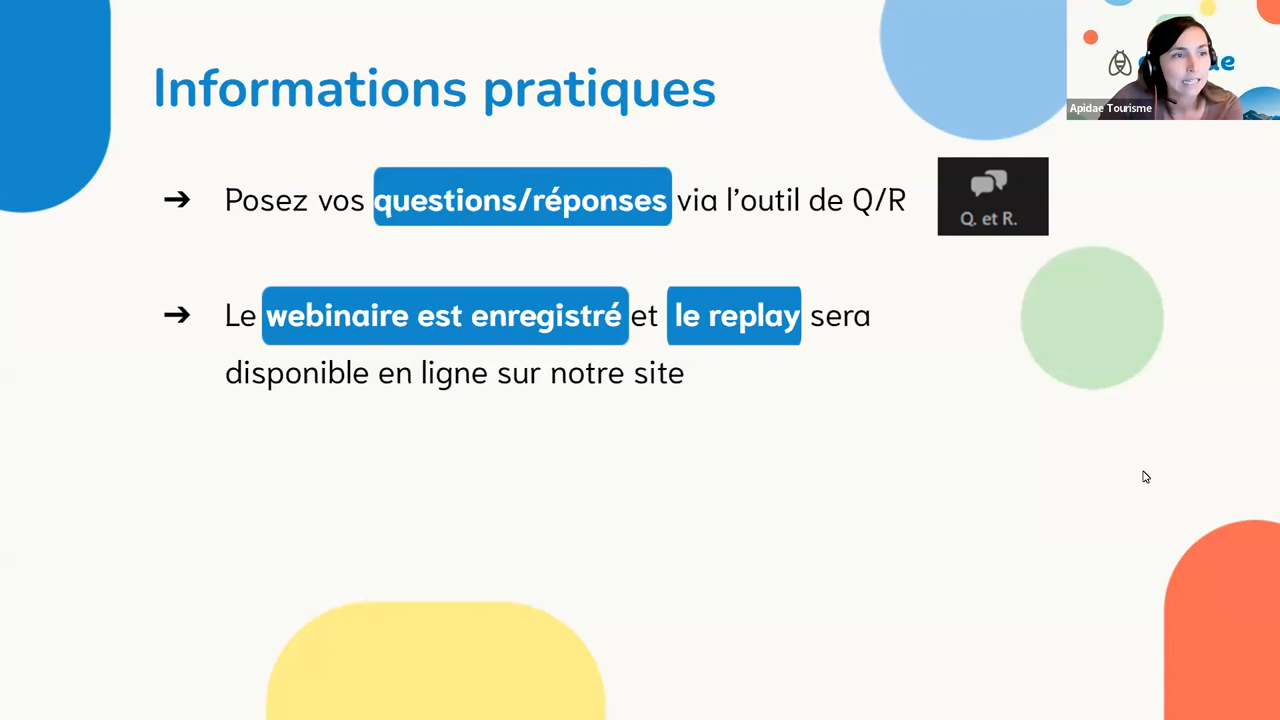 Informations pratiques
Apidae Tourisme
➔ Posez vos questions/réponses via l’outil de Q/R
Q. et R.
➔ Le webinaire est enregistré et le replay sera
disponible en ligne sur notre site